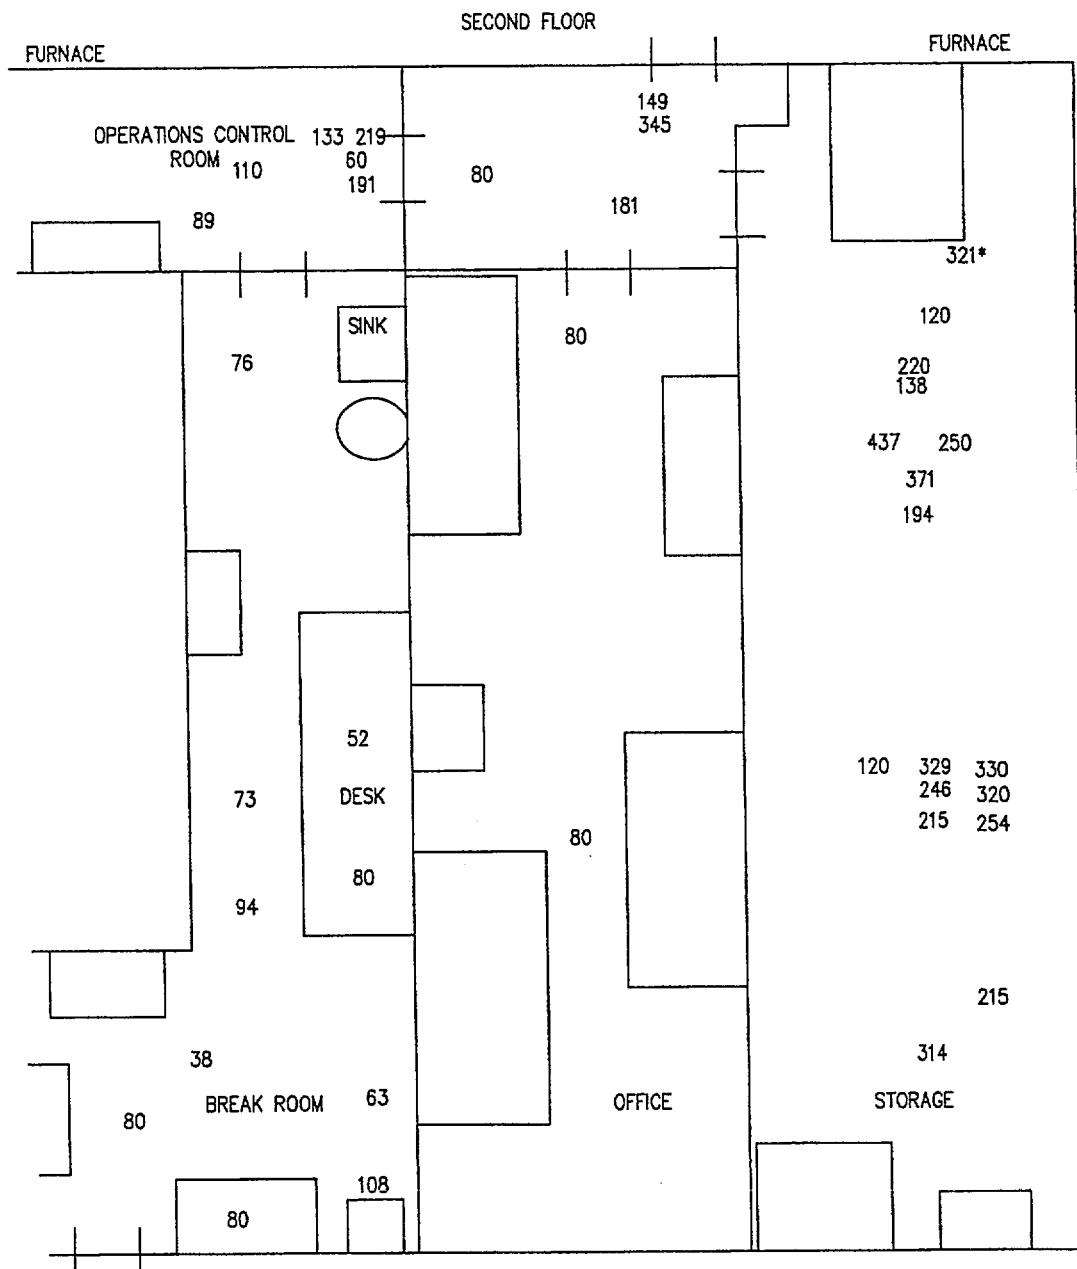 SECOND FLOOR
FURNACE
FURNACE
149
345
OPERATIONS CONTROL
ROOM
133 219
110
60
191
80
181
89
321*
120
SINK
80
76
220
138
437 250
371
194
52
120 329 330
246 320
215 254
73
DESK
80
80
94
215
38
314
BREAK ROOM
63
OFFICE
STORAGE
80
108
80